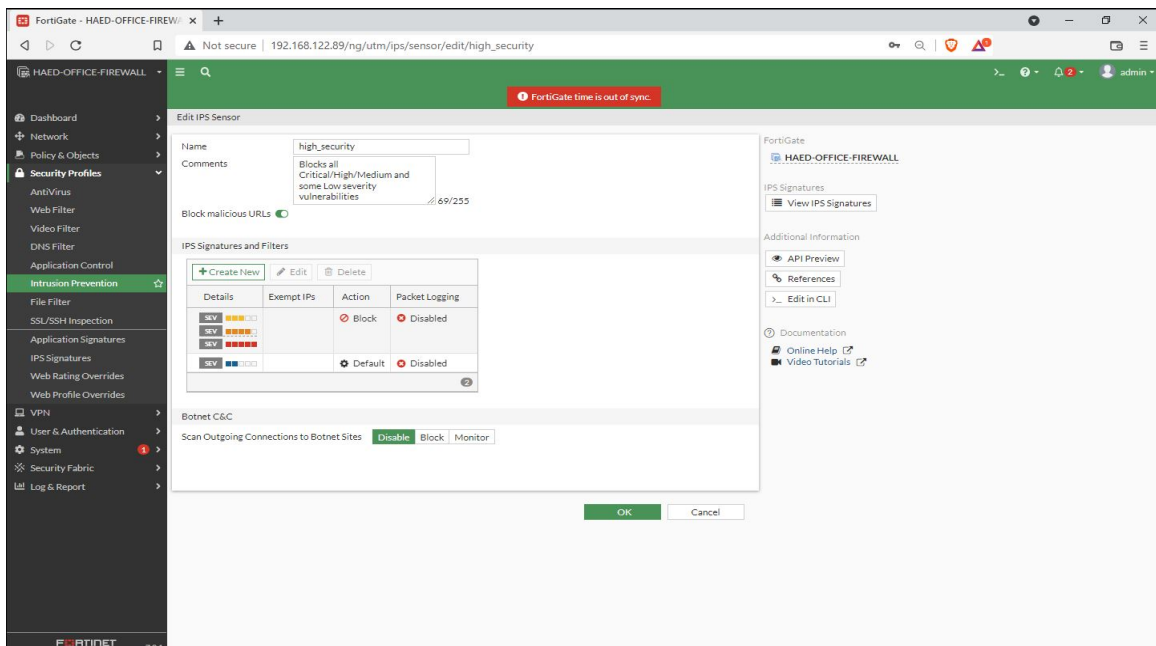 FortiGate - HAED-OFFICE-FIREW
Not secure | 192.168.122.89/ng/utm/ips/sensor/edit/high_security
HAED-OFFICE-FIREWALL
>_
2
admin
FortiGate time is out of sync.
Dashboard
Network
Policy & Objects
Security Profiles
AntiVirus
Web Filter
Video Filter
DNS Filter
Application Control
Intrusion Prevention
File Filter
SSL/SSH Inspection
Application Signatures
IPS Signatures
Web Rating Overrides
Web Profile Overrides
VPN
User & Authentication
System 1
Security Fabric
Log & Report
FORTINET
Edit IPS Sensor
Name high_security
Comments Blocks all
Critical/High/Medium and
some Low severity
vulnerabilities
69/255
Block malicious URLs
IPS Signatures and Filters
+ Create New Edit Delete
Details Exempt IPs Action Packet Logging
SEV Block Disabled
SEV
SEV
SEV Default Disabled
2
Botnet C&C
Scan Outgoing Connections to Botnet Sites Disable Block Monitor
OK Cancel
FortiGate
HAED-OFFICE-FIREWALL
IPS Signatures
View IPS Signatures
Additional Information
API Preview
References
>_ Edit in CLI
Documentation
Online Help
Video Tutorials